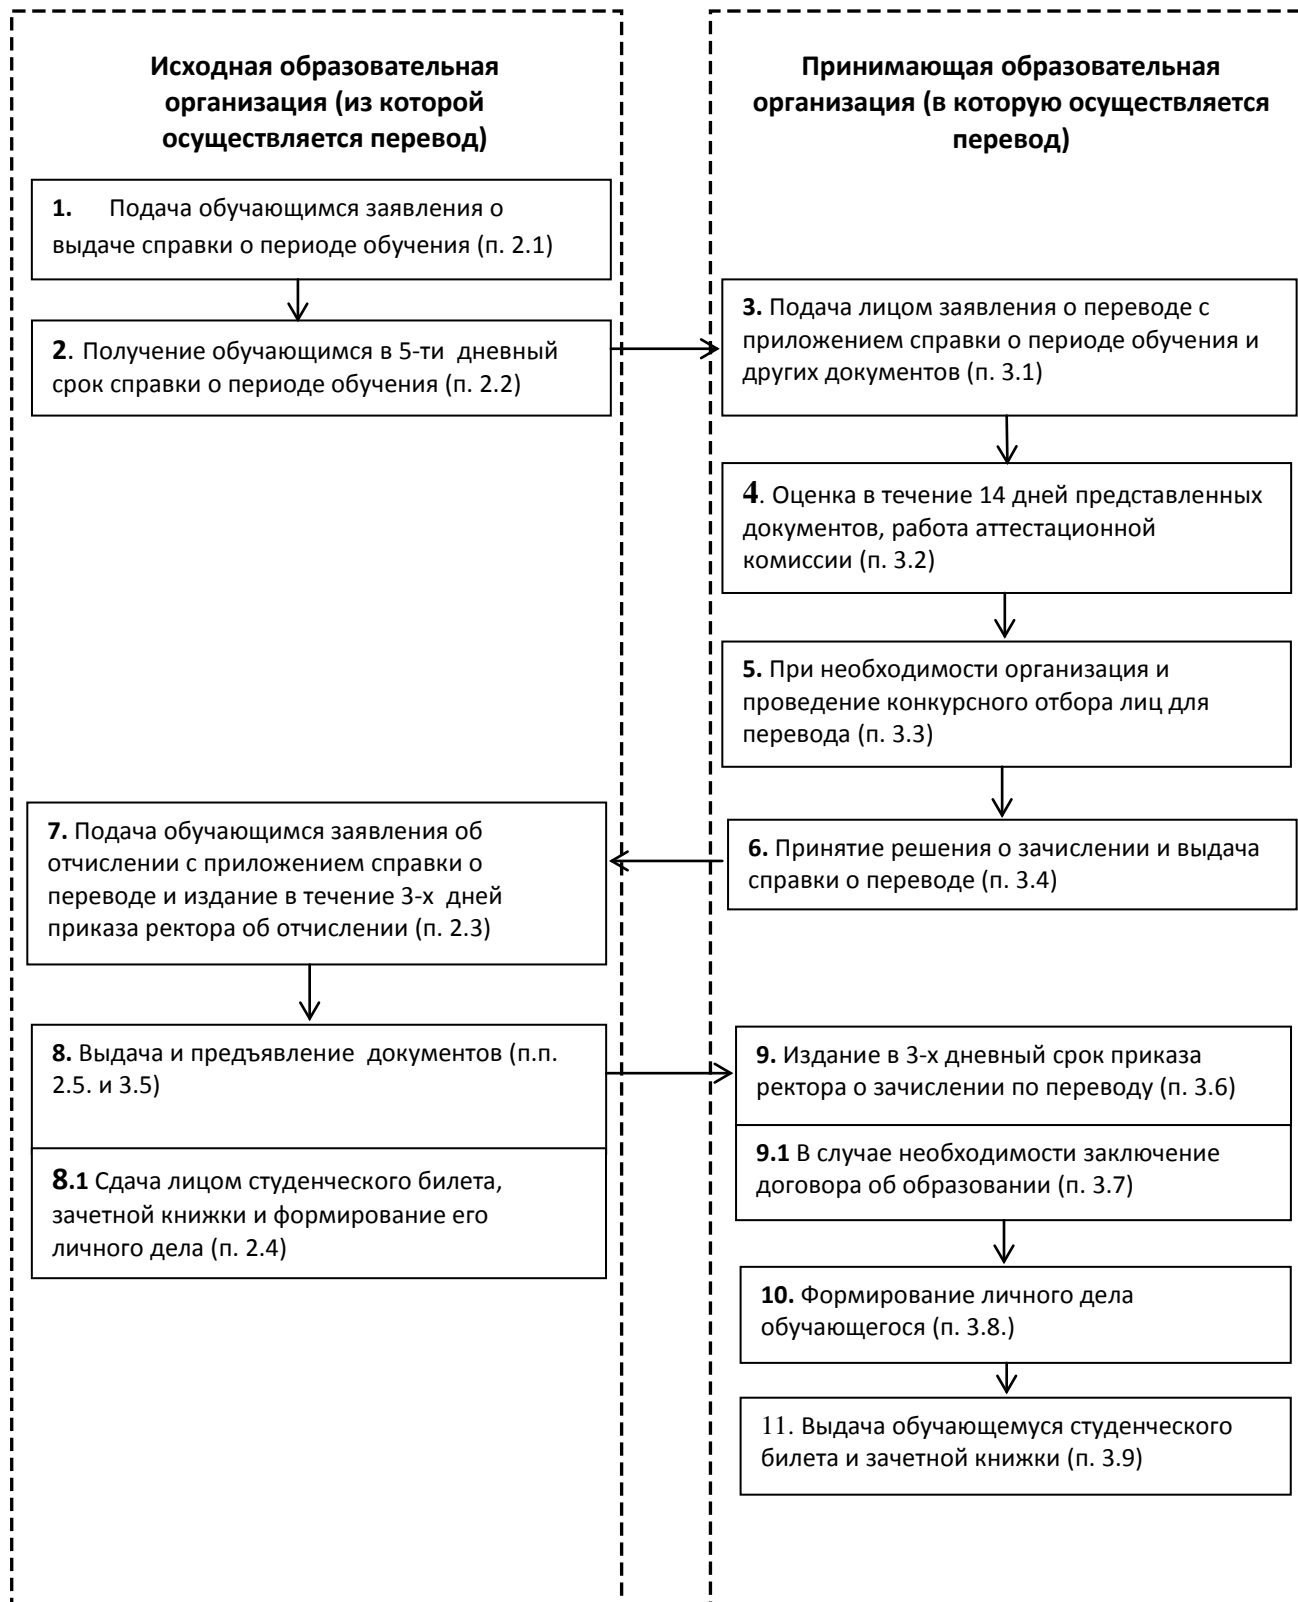 Исходная образовательная
организация (из которой
осуществляется перевод)
Принимающая образовательная
организация (в которую осуществляется
перевод)
1. Подача обучающимся заявления о
выдаче справки о периоде обучения (п. 2.1)
2. Получение обучающимся в 5-ти дневный
срок справки о периоде обучения (п. 2.2)
3. Подача лицом заявления о переводе с
приложением справки о периоде обучения и
других документов (п. 3.1)
4. Оценка в течение 14 дней представленных
документов, работа аттестационной
комиссии (п. 3.2)
5. При необходимости организация и
проведение конкурсного отбора лиц для
перевода (п. 3.3)
6. Принятие решения о зачислении и выдача
справки о переводе (п. 3.4)
7. Подача обучающимся заявления об
отчислении с приложением справки о
переводе и издание в течение 3-х дней
приказа ректора об отчислении (п. 2.3)
8. Выдача и предъявление документов (п.п.
2.5. и 3.5)
8.1 Сдача лицом студенческого билета,
зачетной книжки и формирование его
личного дела (п. 2.4)
9. Издание в 3-х дневный срок приказа
ректора о зачислении по переводу (п. 3.6)
9.1 В случае необходимости заключение
договора об образовании (п. 3.7)
10. Формирование личного дела
обучающегося (п. 3.8.)
11. Выдача обучающемуся студенческого
билета и зачетной книжки (п. 3.9)